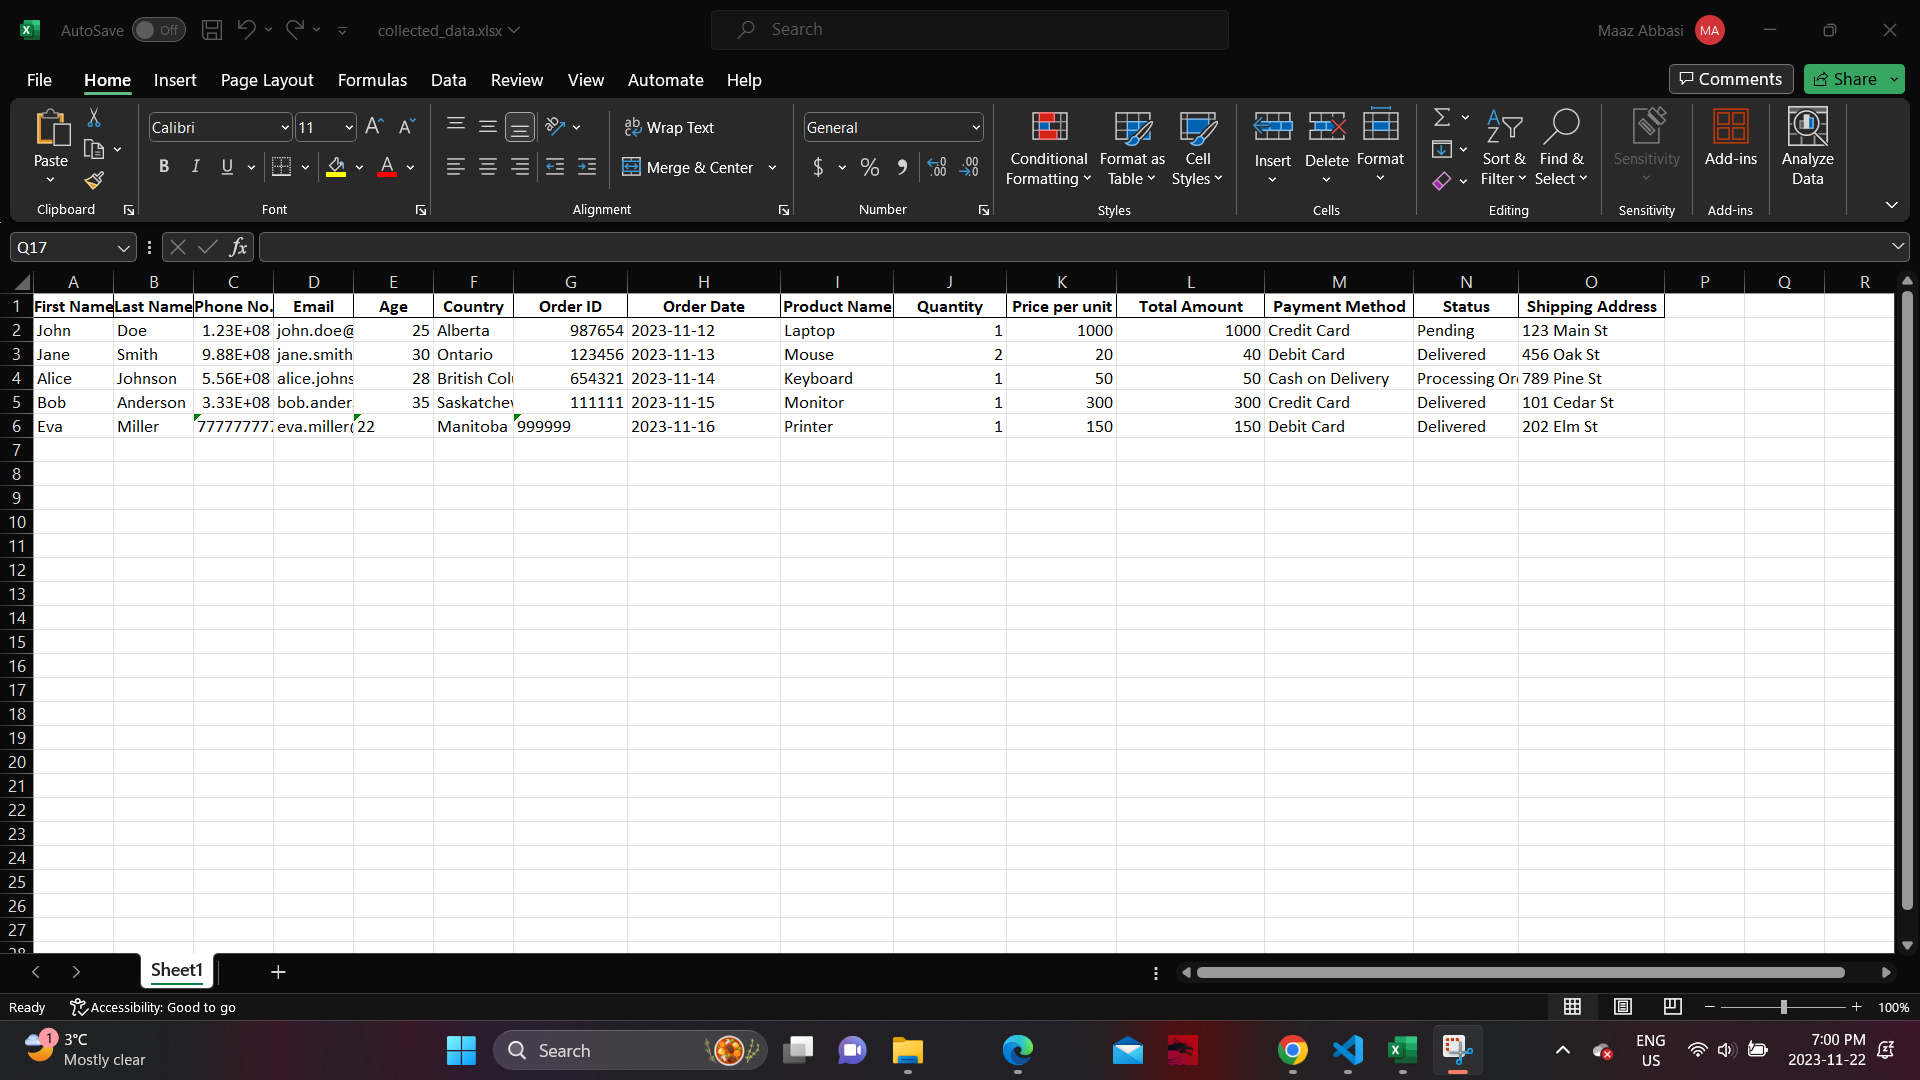 AutoSave Off collected_data.xlsx Search Maaz Abbasi MA
File Home Insert Page Layout Formulas Data Review View Automate Help Comments Share
Paste Calibri 11 Wrap Text General Conditional Formatting Format as Table Cell Styles Insert Delete Format Sort & Filter Find & Select Sensitivity Add-ins Analyze Data
B I U A Merge & Center $ % 9
Clipboard Font Alignment Number Styles Cells Editing Sensitivity Add-ins
Q17 fx
A B C D E F G H I J K L M N O P Q R
1 First Name Last Name Phone No. Email Age Country Order ID Order Date Product Name Quantity Price per unit Total Amount Payment Method Status Shipping Address
2 John Doe 1.23E+08 john.doe@ 25 Alberta 987654 2023-11-12 Laptop 1 1000 1000 Credit Card Pending 123 Main St
3 Jane Smith 9.88E+08 jane.smith 30 Ontario 123456 2023-11-13 Mouse 2 20 40 Debit Card Delivered 456 Oak St
4 Alice Johnson 5.56E+08 alice.johns 28 British Col 654321 2023-11-14 Keyboard 1 50 50 Cash on Delivery Processing Or 789 Pine St
5 Bob Anderson 3.33E+08 bob.ander 35 Saskatchev 111111 2023-11-15 Monitor 1 300 300 Credit Card Delivered 101 Cedar St
6 Eva Miller 777777777 eva.miller( 22 Manitoba 999999 2023-11-16 Printer 1 150 150 Debit Card Delivered 202 Elm St
7
8
9
10
11
12
13
14
15
16
17
18
19
20
21
22
23
24
25
26
27
28
Sheet1
Ready Accessibility: Good to go 100%
1 3°C Search ENG 7:00 PM
Mostly clear US 2023-11-22